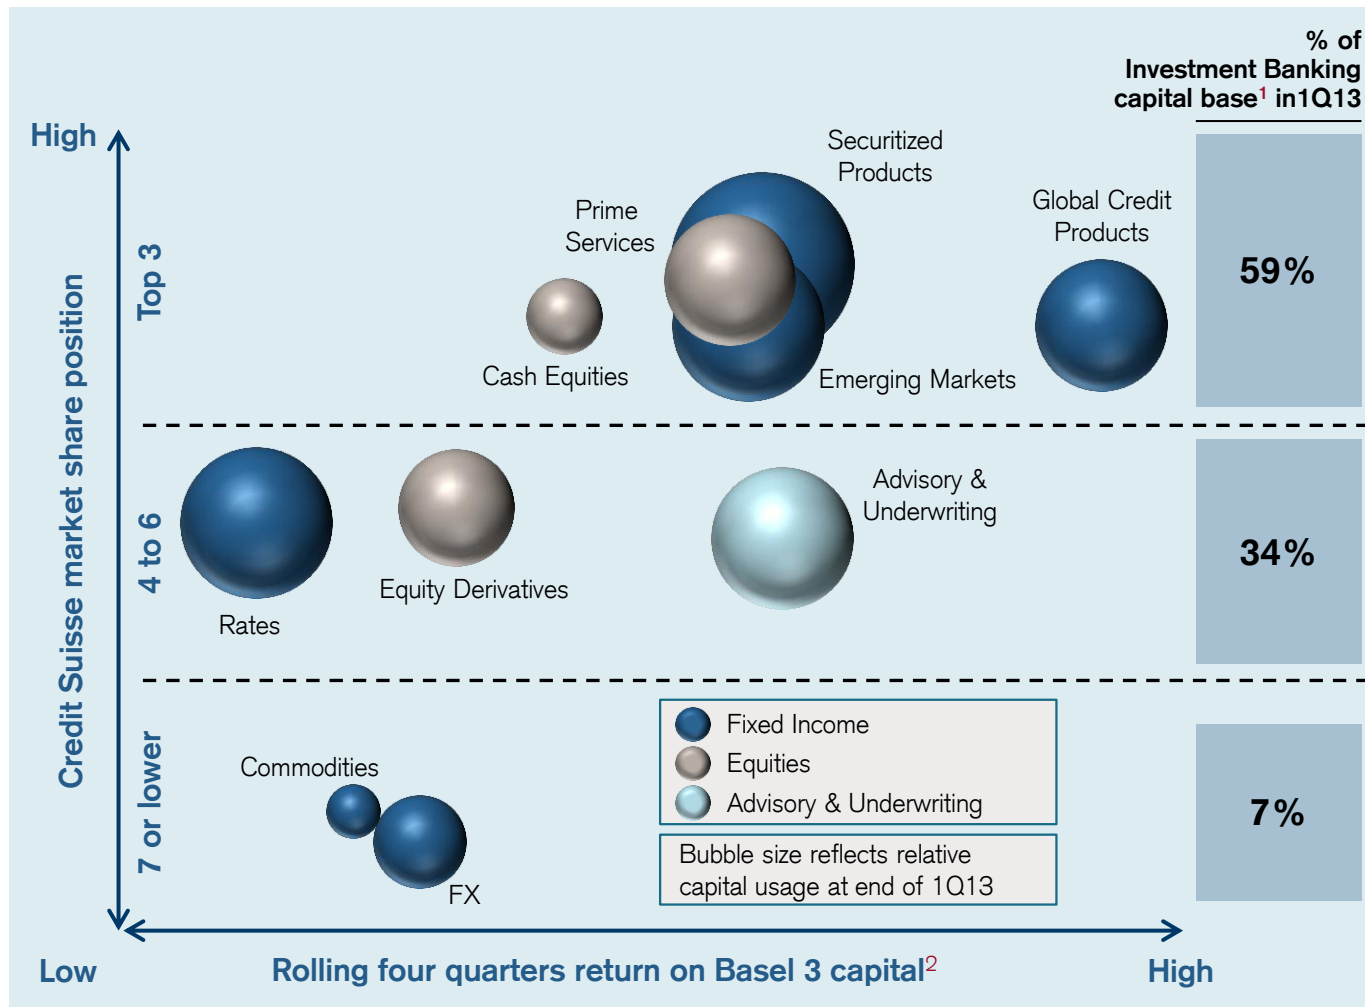 % of
Investment Banking
capital base1 in1Q13
High
Securitized
Products
Global Credit
Products
Prime
Services
Top 3
59%
Cash Equities
Emerging Markets
Credit Suisse market share position
4 to 6
Advisory &
Underwriting
34%
Equity Derivatives
Rates
7 or lower
Commodities
FX
Fixed Income
Equities
Advisory & Underwriting
7%
Bubble size reflects relative
capital usage at end of 1Q13
Low
Rolling four quarters return on Basel 3 capital2
High